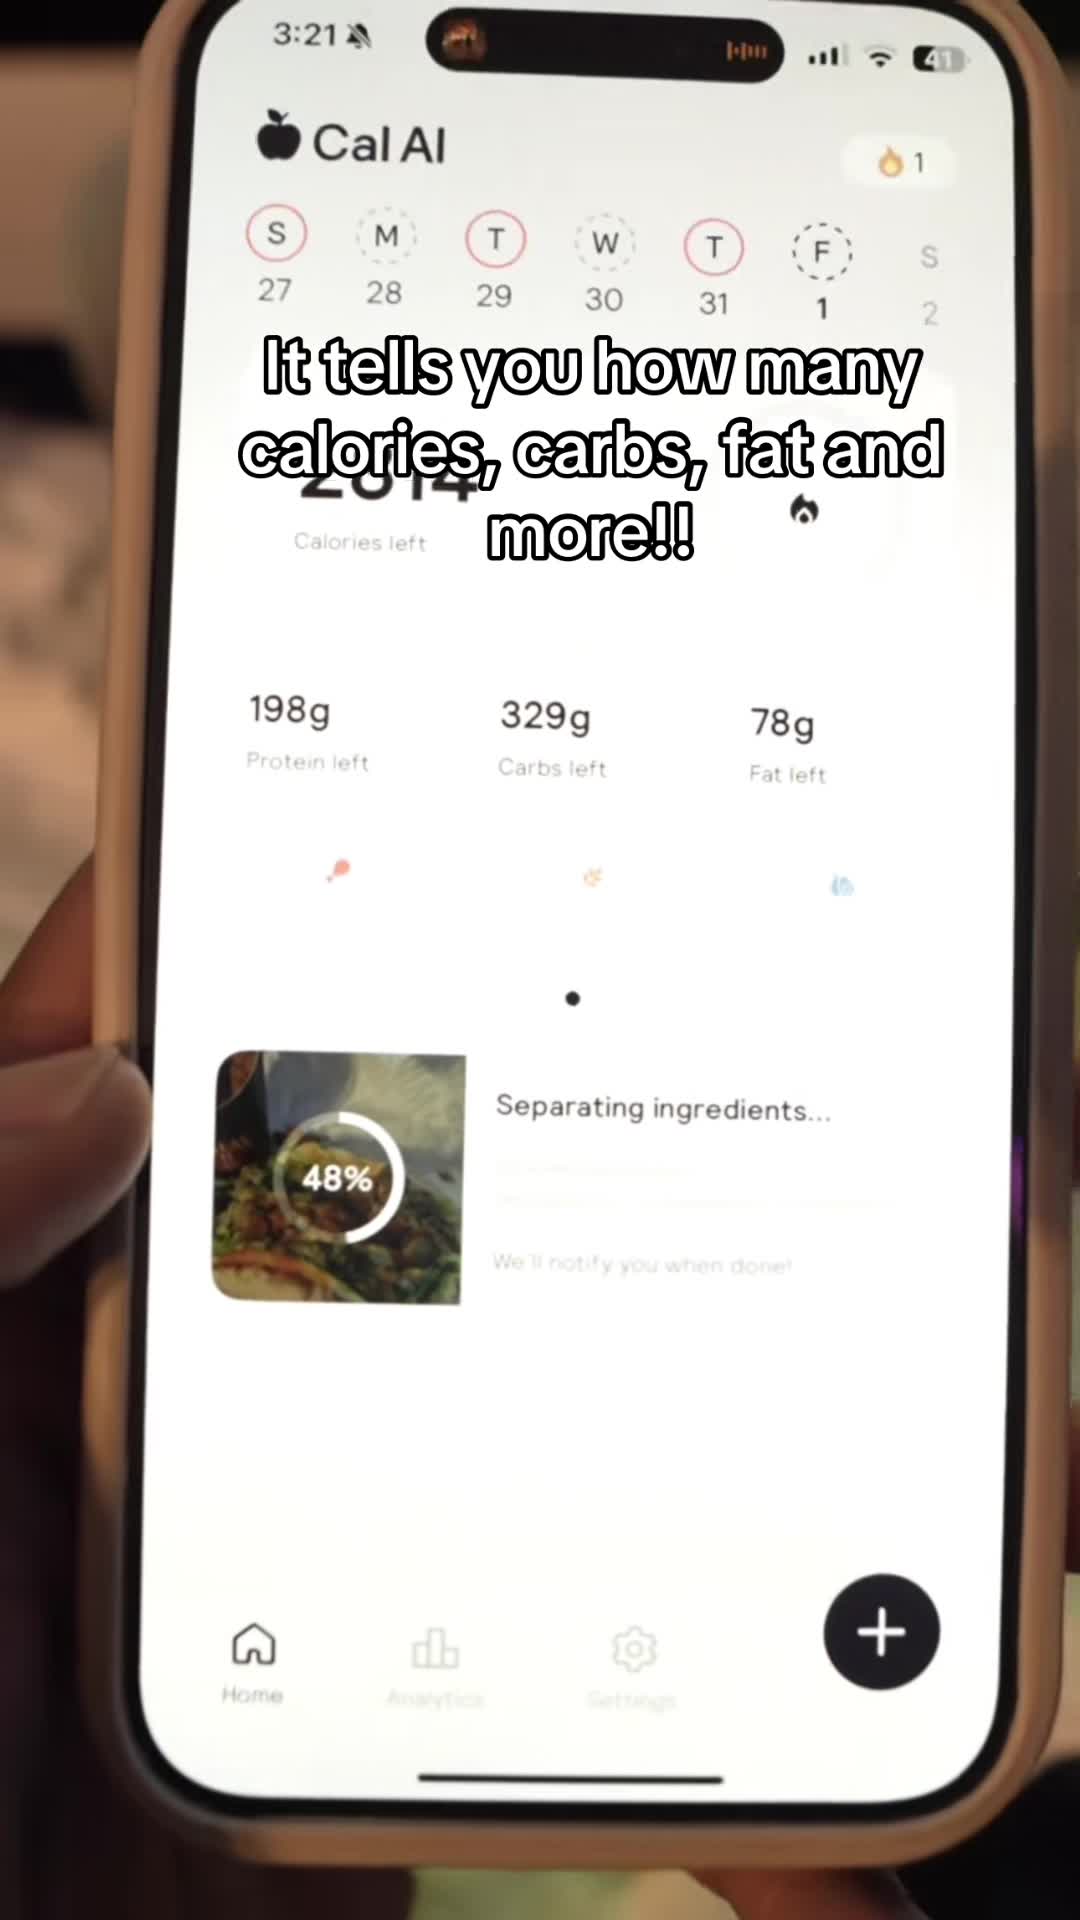 3:21
41
Cal AI
1
S M T W T F S
27 28 29 30 31 1 2
It tells you how many
calories, carbs, fat and
more!!
Calories left
198g 329g 78g
Protein left Carbs left Fat left
48%
Separating ingredients...
We'll notify you when done!
Home Analytics Settings